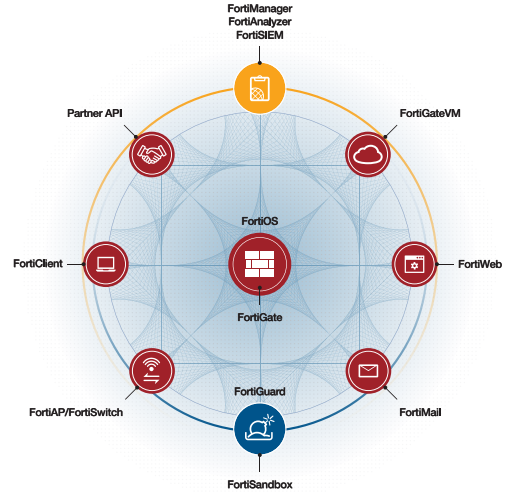 FortiManager
FortiAnalyzer
FortiSIEM
Partner API
FortiGateVM
FortiOS
FortiClient
FortiWeb
FortiGate
FortiGuard
FortiAP/FortiSwitch
FortiMail
FortiSandbox